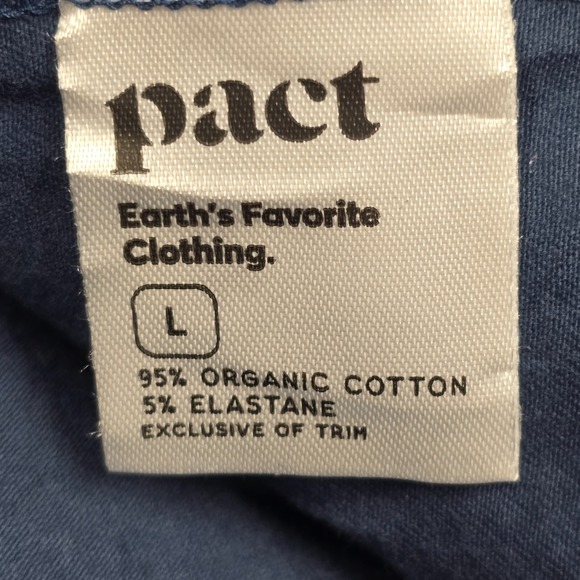 pact
Earth's Favorite
Clothing.
L
95% ORGANIC COTTON
5% ELASTANE
EXCLUSIVE OF TRIM